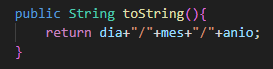 public String toString(){
    return dia+"/"+mes+"/"+anio;
}